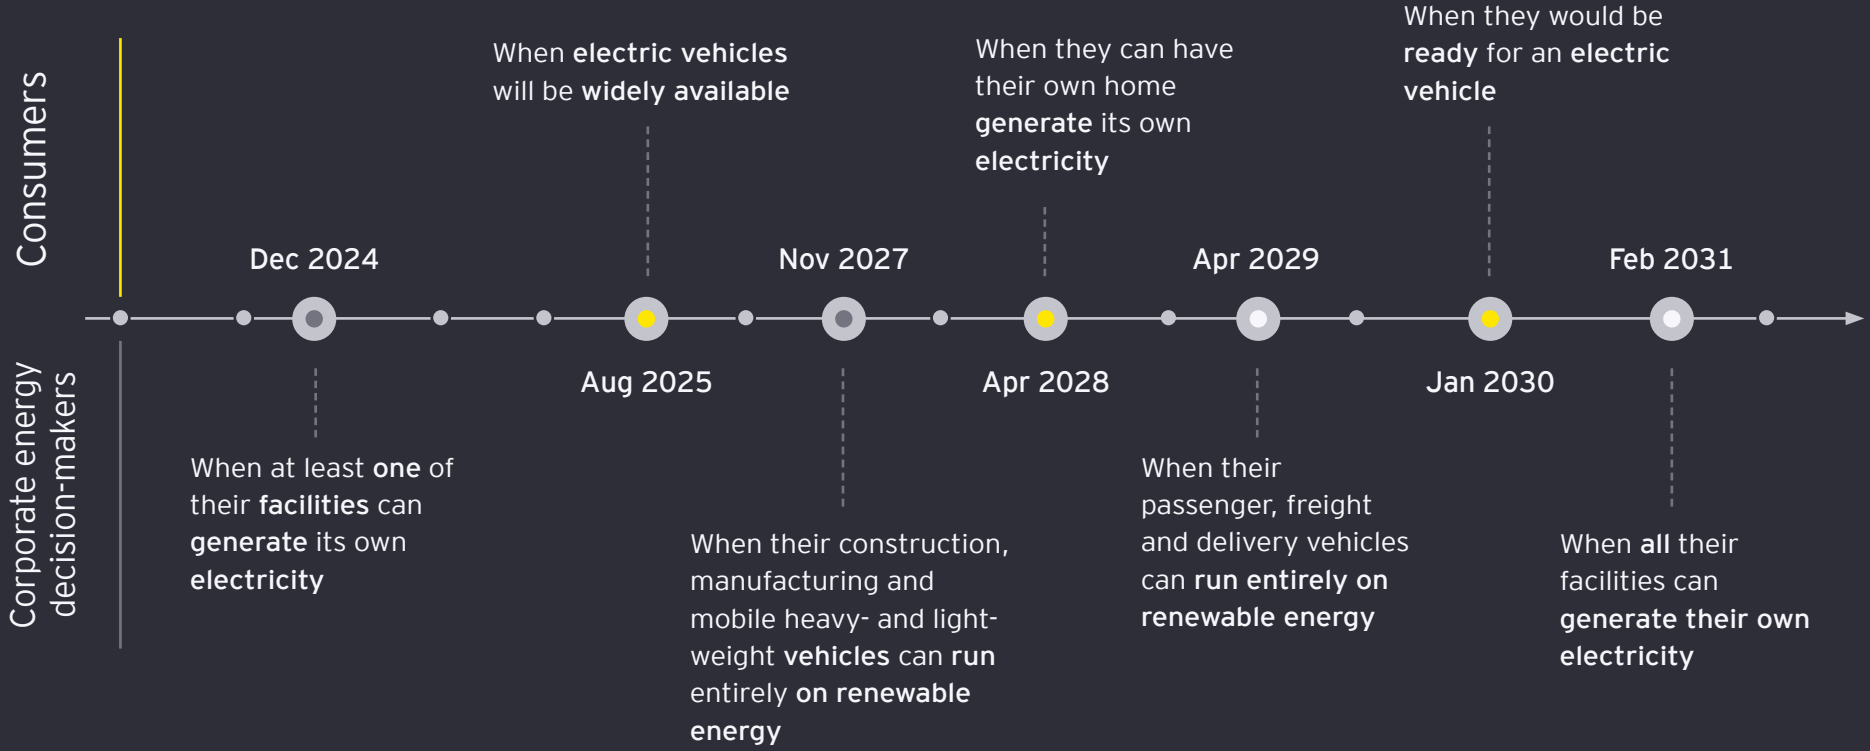 Consumers
When electric vehicles
will be widely available
When they can have
their own home
generate its own
electricity
When they would be
ready for an electric
vehicle
Dec 2024
Nov 2027
Apr 2029
Feb 2031
Aug 2025
Apr 2028
Jan 2030
Corporate energy
decision-makers
When at least one of
their facilities can
generate its own
electricity
When their construction,
manufacturing and
mobile heavy- and light-
weight vehicles can run
entirely on renewable
energy
When their
passenger, freight
and delivery vehicles
can run entirely on
renewable energy
When all their
facilities can
generate their own
electricity